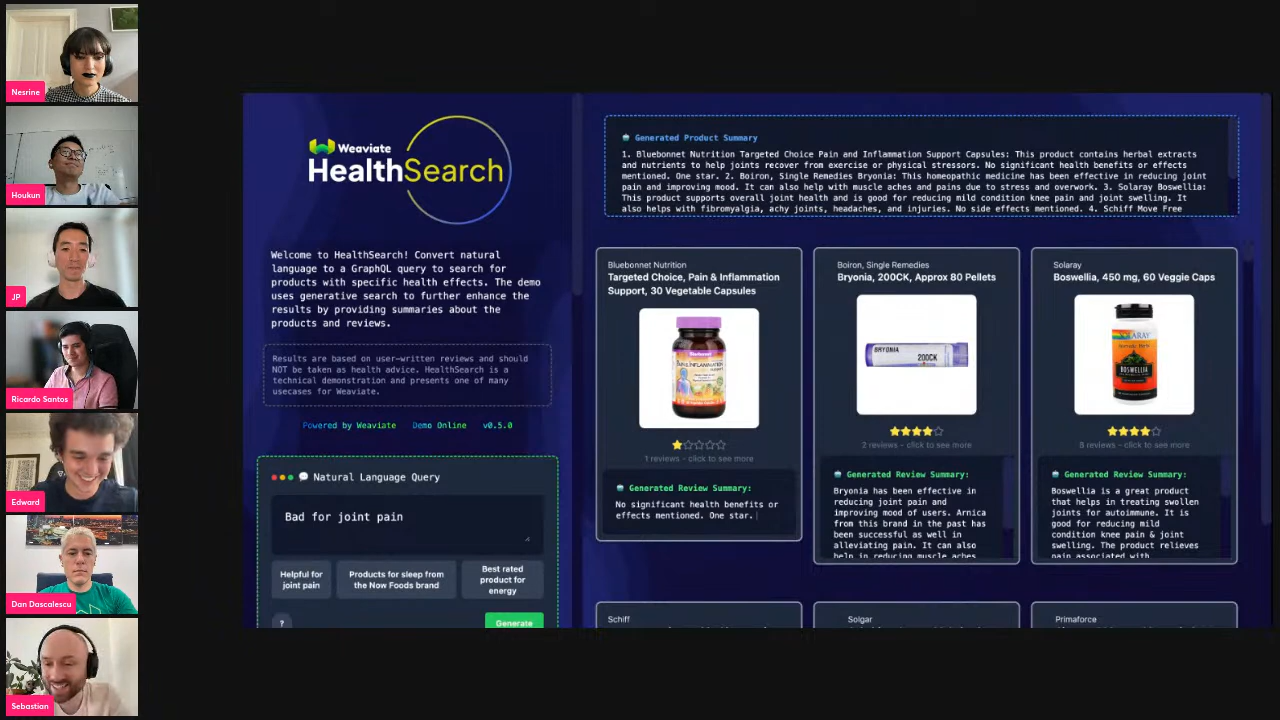 Nesrine
Houkun
JP
Ricardo Santos
Edward
Dan Dascalescu
Sebastian
Weaviate
HealthSearch
Welcome to HealthSearch! Convert natural
language to a GraphQL query to search for
products with specific health effects. The demo
uses generative search to further enhance the
results by providing summaries about the
products and reviews.
Results are based on user-written reviews and should
NOT be taken as health advice. HealthSearch is a
technical demonstration and presents one of many
usecases for Weaviate.
Powered by Weaviate Demo Online v0.5.0
Natural Language Query
Bad for joint pain
Helpful for
joint pain
Products for sleep from
the Now Foods brand
Best rated
product for
energy
?
Generate
Generated Product Summary
1. Bluebonnet Nutrition Targeted Choice Pain and Inflammation Support Capsules: This product contains herbal extracts
and nutrients to help joints recover from exercise or physical stressors. No significant health benefits or effects
mentioned. One star. 2. Boiron, Single Remedies Bryonia: This homeopathic medicine has been effective in reducing joint
pain and improving mood. It can also help with muscle aches and pains due to stress and overwork. 3. Solaray Boswellia:
This product supports overall joint health and is good for reducing mild condition knee pain and joint swelling. It
also helps with fibromyalgia, achy joints, headaches, and injuries. No side effects mentioned. 4. Schiff Move Free
Bluebonnet Nutrition
Targeted Choice, Pain & Inflammation
Support, 30 Vegetable Capsules
1 reviews - click to see more
Generated Review Summary:
No significant health benefits or
effects mentioned. One star.
Boiron, Single Remedies
Bryonia, 200CK, Approx 80 Pellets
BRYONIA
200CK
2 reviews - click to see more
Generated Review Summary:
Bryonia has been effective in
reducing joint pain and
improving mood of users. Arnica
from this brand in the past has
been successful as well in
alleviating pain. It can also
help in reducing muscle aches
Solaray
Boswellia, 450 mg, 60 Veggie Caps
SOLARAY
BOSWELLIA
8 reviews - click to see more
Generated Review Summary:
Boswellia is a great product
that helps in treating swollen
joints for autoimmune. It is
good for reducing mild
condition knee pain & joint
swelling. The product relieves
pain associated with
Schiff
Solgar
Primaforce